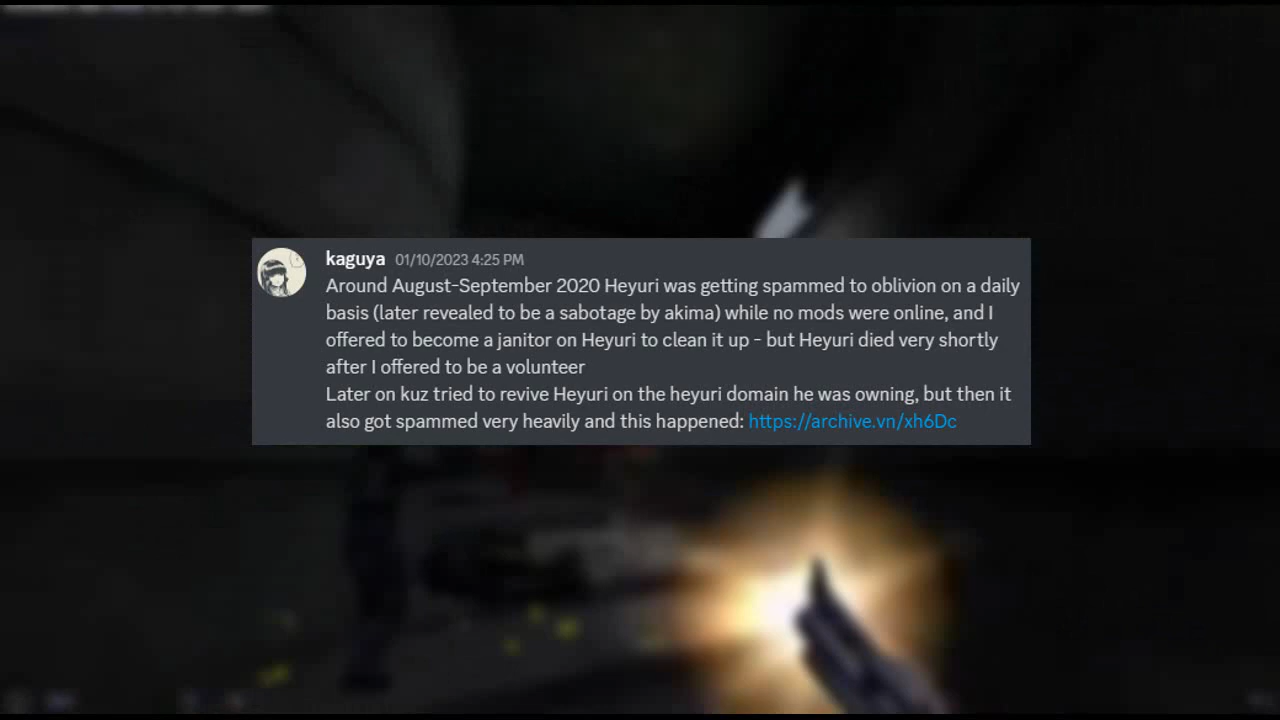 kaguya 01/10/2023 4:25 PM
Around August-September 2020 Heyuri was getting spammed to oblivion on a daily
basis (later revealed to be a sabotage by akima) while no mods were online, and I
offered to become a janitor on Heyuri to clean it up - but Heyuri died very shortly
after I offered to be a volunteer
Later on kuz tried to revive Heyuri on the heyuri domain he was owning, but then it
also got spammed very heavily and this happened: https://archive.vn/xh6Dc